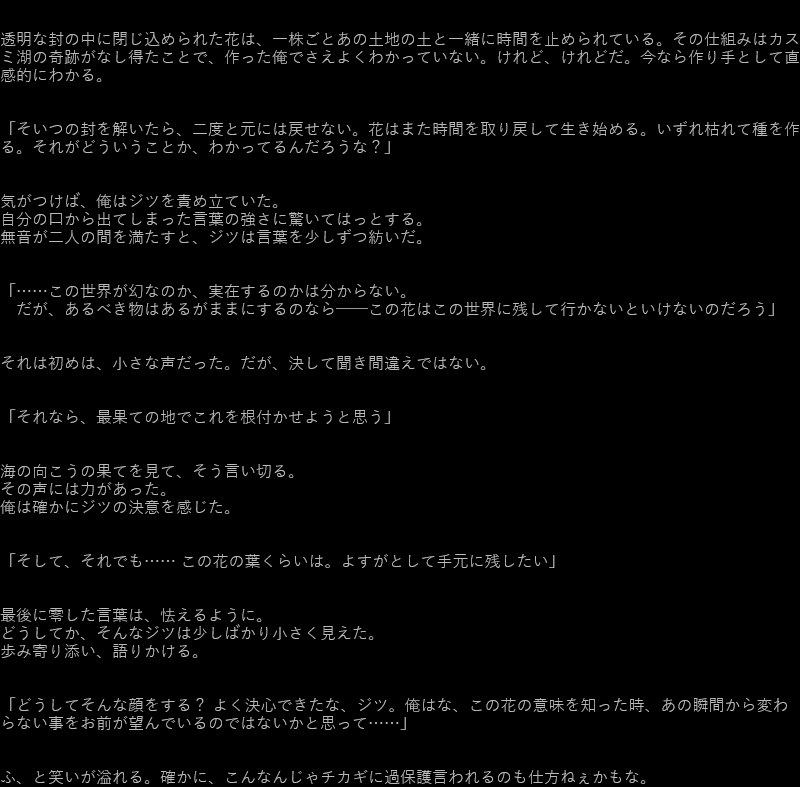 透明な封の中に閉じ込められた花は、一株ごとあの土地の土と一緒に時間を止められている。その仕組みはカス
ミ湖の奇跡がなし得たことで、作った俺でさえよくわかっていない。けれど、けれどだ。今なら作り手として直
感的にわかる。
「そいつの封を解いたら、二度と元には戻せない。花はまた時間を取り戻して生き始める。いずれ枯れて種を作
る。それがどういうことか、わかってるんだろうな？」
気がつけば、俺はジツを責め立ていた。
自分の口から出てしまった言葉の強さに驚いてはっとする。
無音が二人の間を満たすと、ジツは言葉を少しずつ紡いだ。
「……この世界が幻なのか、実在するのかは分からない。
　だが、あるべき物はあるがままにするのなら──この花はこの世界に残して行かないといけないのだろう」
それは初めは、小さな声だった。だが、決して聞き間違えではない。
「それなら、最果ての地でこれを根付かせようと思う」
海の向こうの果てを見て、そう言い切る。
その声には力があった。
俺は確かにジツの決意を感じた。
「そして、それでも…… この花の葉くらいは。よすがとして手元に残したい」
最後に零した言葉は、怯えるように。
どうしてか、そんなジツは少しばかり小さく見えた。
歩み寄り添い、語りかける。
「どうしてそんな顔をする？ よく決心できたな、ジツ。俺はな、この花の意味を知った時、あの瞬間から変わ
らない事をお前が望んでいるのではないかと思って……」
ふ、と笑いが溢れる。確かに、こんなんじゃチカギに過保護言われるのも仕方ねぇかもな。